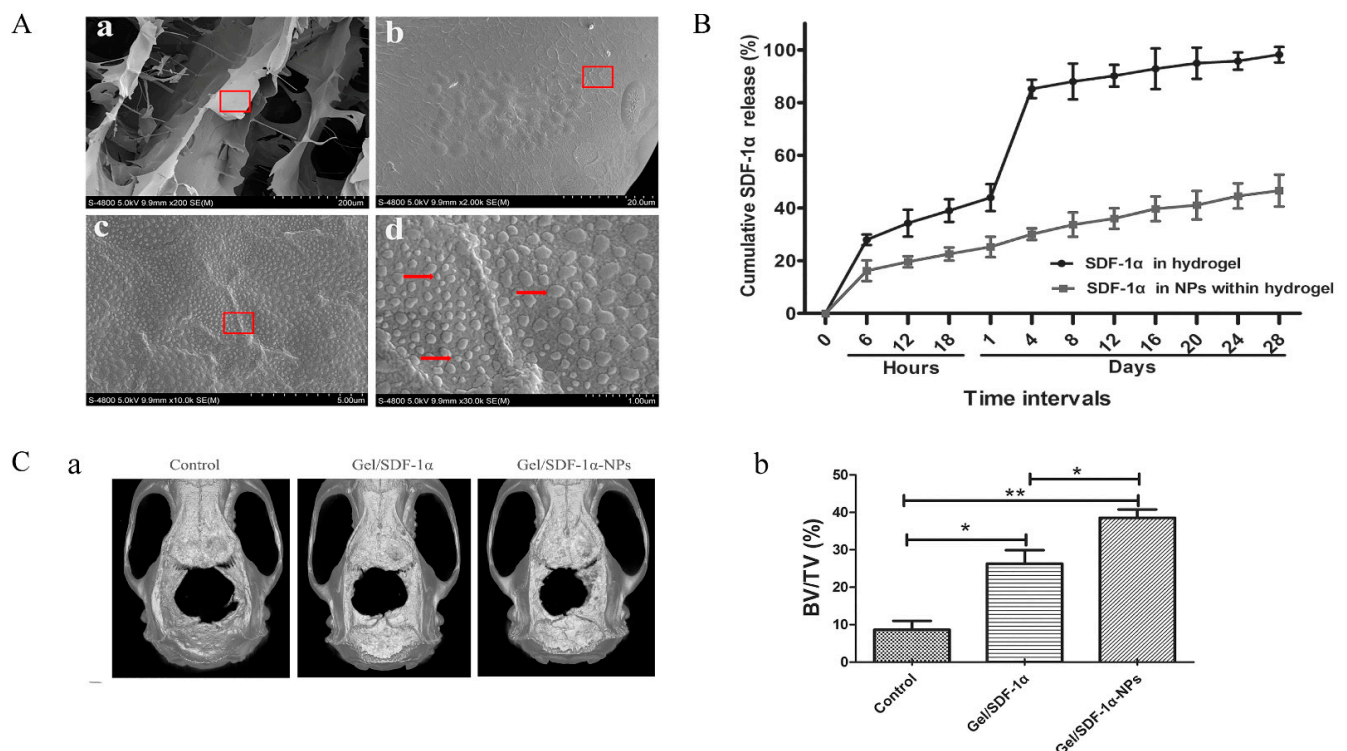 A
a
S-4800 5.0kV 9.9mm x200 SE(M)
200um
b
S-4800 5.0kV 9.9mm x2.00k SE(M)
20.0um
c
S-4800 5.0kV 9.9mm x10.0k SE(M)
5.00um
d
S-4800 5.0kV 9.9mm x30.0k SE(M)
1.00um
B
Cumulative SDF-1α release (%)
100
80
60
40
20
0
SDF-1α in hydrogel
SDF-1α in NPs within hydrogel
0 6 12 18 1 4 8 12 16 20 24 28
Hours Days
Time intervals
C
a
Control Gel/SDF-1α Gel/SDF-1α-NPs
b
BV/TV (%)
50
40
30
20
10
0
*
**
*
Control Gel/SDF-1α Gel/SDF-1α-NPs